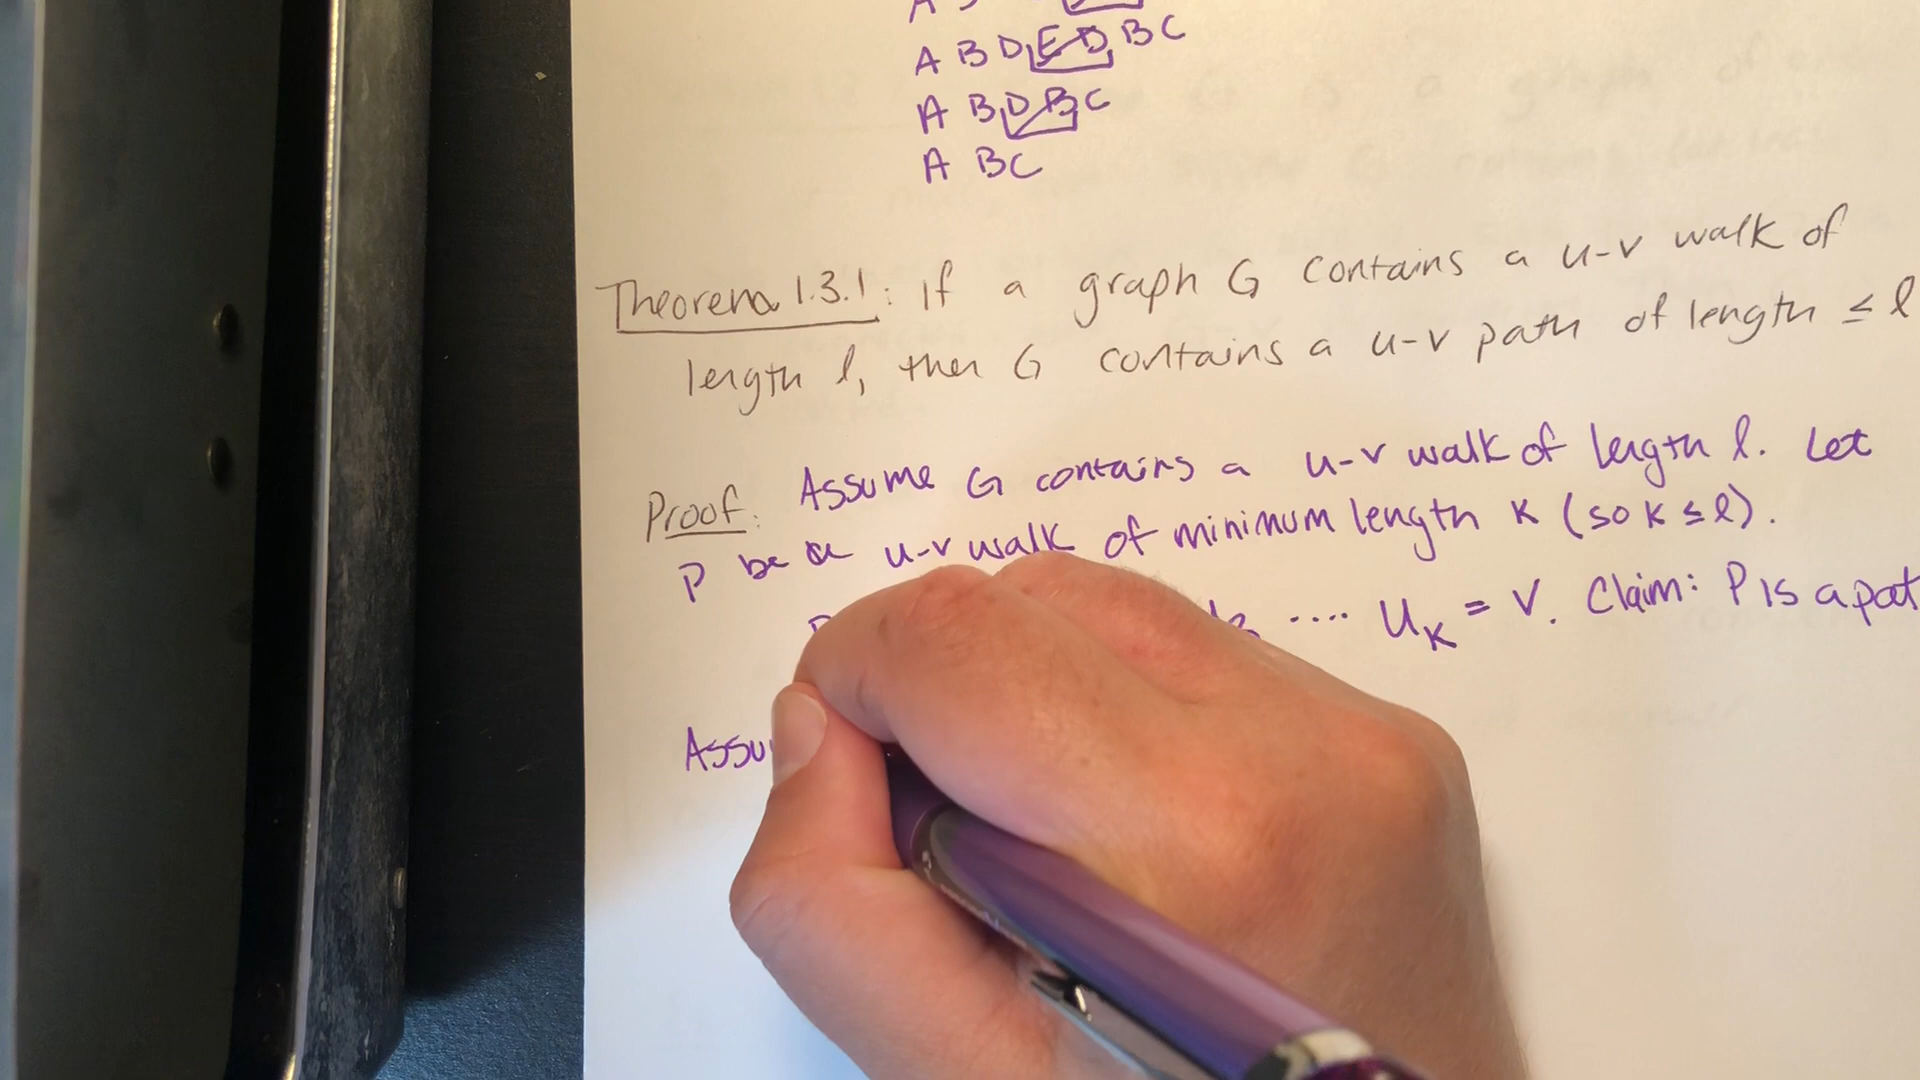 A B D E D B C
A B D B C
A B C
Theorem 1.3.1: If a graph G contains a u-v walk of
length l, then G contains a u-v path of length ≤ l
Proof: Assume G contains a u-v walk of length l. Let
P be a u-v walk of minimum length K (so K ≤ l).
.... u_K = v. Claim: P is a pat
Assu